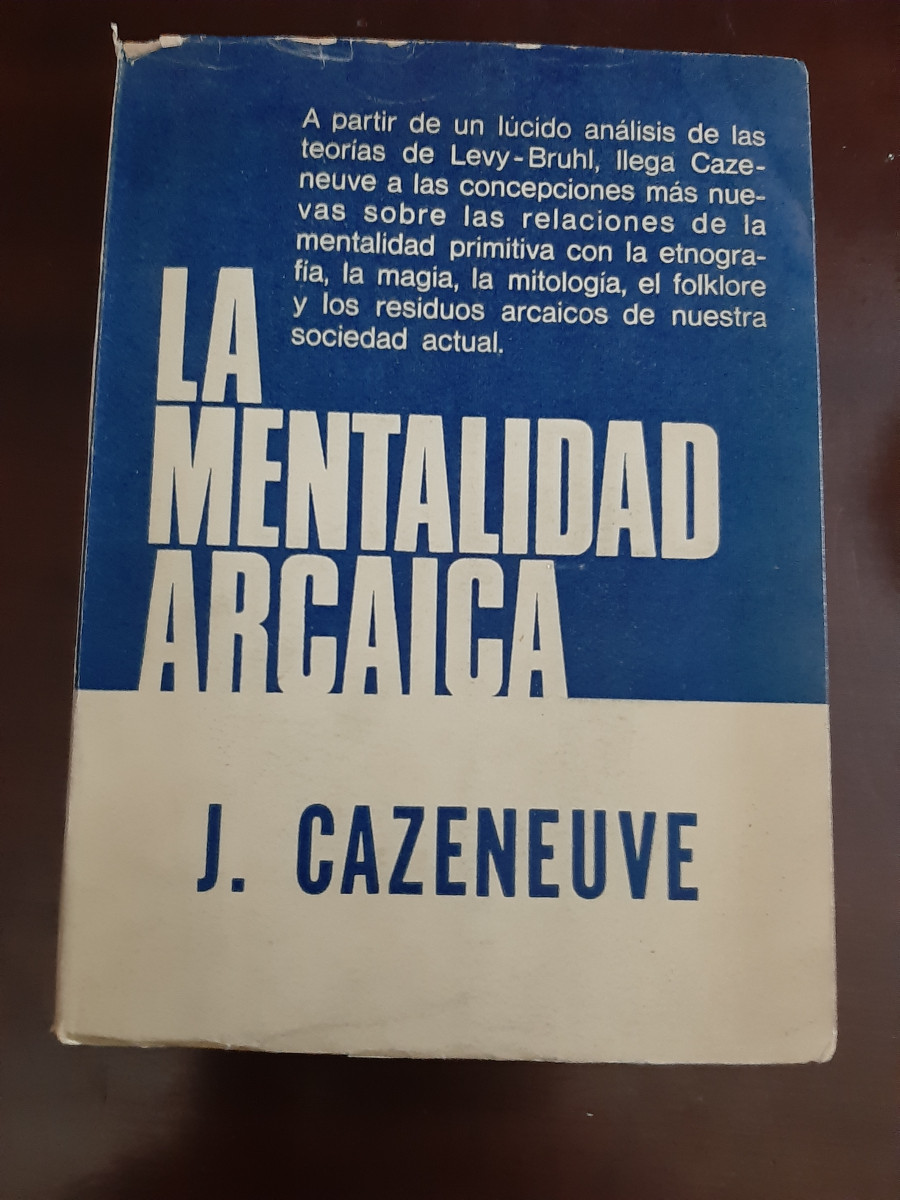 A partir de un lúcido análisis de las
teorías de Levy-Bruhl, llega Caze-
neuve a las concepciones más nue-
vas sobre las relaciones de la
mentalidad primitiva con la etnogra-
fia, la magia, la mitología, el folklore
y los residuos arcaicos de nuestra
sociedad actual.
LA
MENTALIDAD
ARCAICA
J. CAZENEUVE